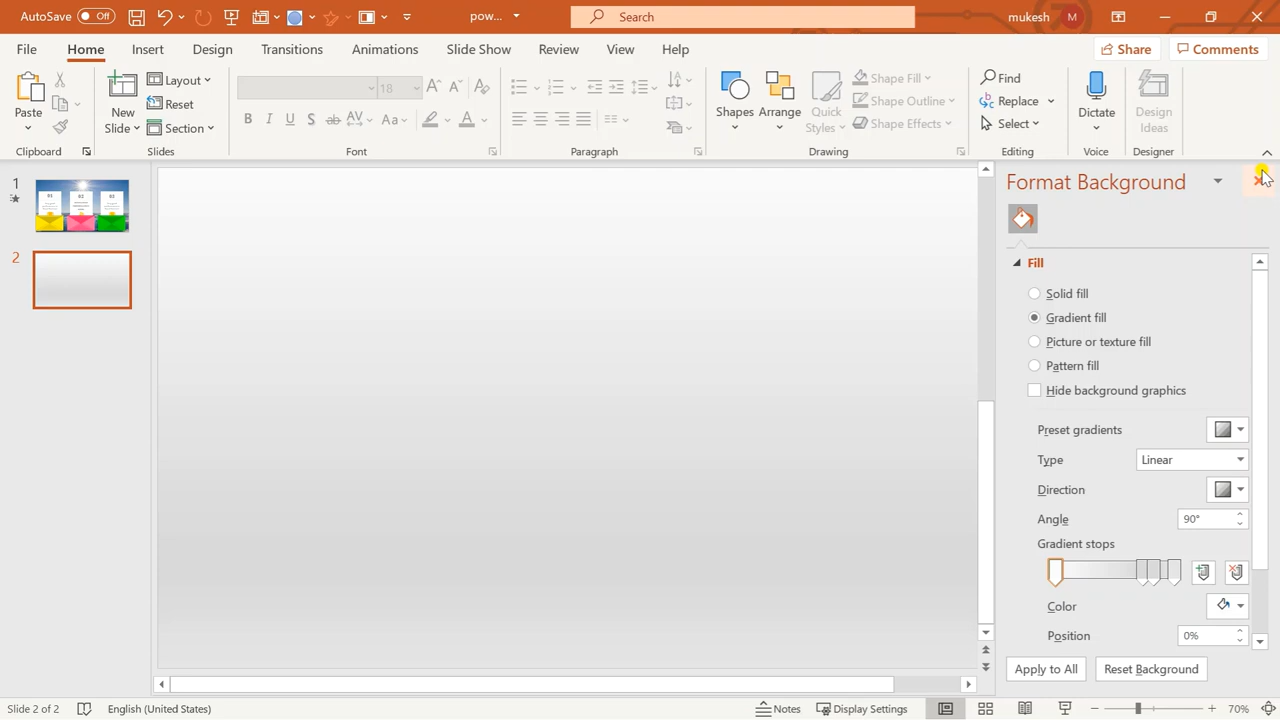 AutoSave Off pow... Search mukesh M
File Home Insert Design Transitions Animations Slide Show Review View Help Share Comments
Paste New Slide Layout Reset Section 18 Shapes Arrange Quick Styles Shape Fill Shape Outline Shape Effects Find Replace Select Dictate Design Ideas
Clipboard Slides Font Paragraph Drawing Editing Voice Designer
1
2
Format Background
Fill
Solid fill
Gradient fill
Picture or texture fill
Pattern fill
Hide background graphics
Preset gradients
Type Linear
Direction
Angle 90°
Gradient stops
Color
Position 0%
Apply to All Reset Background
Slide 2 of 2 English (United States) Notes Display Settings 70%